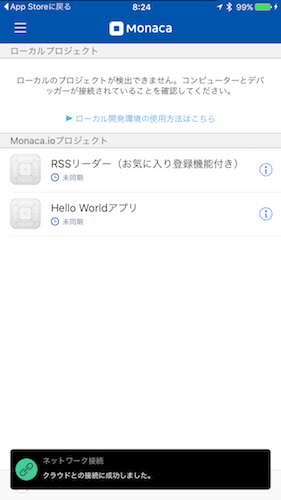 App Storeに戻る 8:24 99%
Monaca
ローカルプロジェクト
ローカルのプロジェクトが検出できません。コンピューターとデバ
ッガーが接続されていることを確認してください。
▶ ローカル開発環境の使用方法はこちら
Monaca.ioプロジェクト
RSSリーダー（お気に入り登録機能付き）
未同期
Hello Worldアプリ
未同期
ネットワーク接続
クラウドとの接続に成功しました。